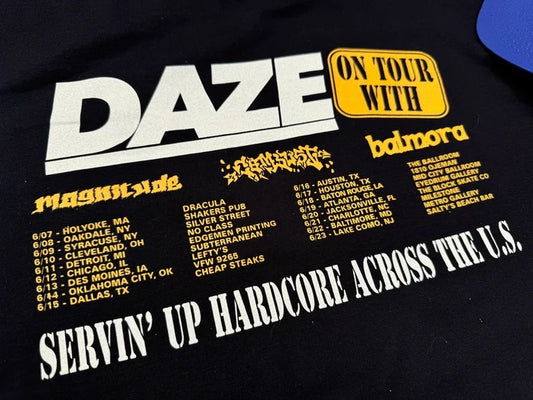 DAZE
ON TOUR
WITH
magnitude
COMBUST
balmora
6/07 - HOLYOKE, MA
6/08 - OAKDALE, NY
6/09 - SYRACUSE, NY
6/10 - CLEVELAND, OH
6/11 - DETROIT, MI
6/12 - CHICAGO, IL
6/13 - DES MOINES, IA
6/14 - OKLAHOMA CITY, OK
6/15 - DALLAS, TX
DRACULA
SHAKERS PUB
SILVER STREET
NO CLASS
EDGEMEN PRINTING
SUBTERRANEAN
LEFTY'S
VFW 9265
CHEAP STEAKS
6/16 - AUSTIN, TX
6/17 - HOUSTON, TX
6/18 - BATON ROUGE, LA
6/19 - ATLANTA, GA
6/20 - JACKSONVILLE, FL
6/21 - CHARLOTTE, NC
6/22 - BALTIMORE, MD
6/23 - LAKE COMO, NJ
THE BALLROOM
1810 OJEMAN
MID CITY BALLROOM
EYEDRUM GALLERY
THE BLOCK SKATE CO
MILESTONE
METRO GALLERY
SALTY'S BEACH BAR
SERVIN' UP HARDCORE ACROSS THE U.S.